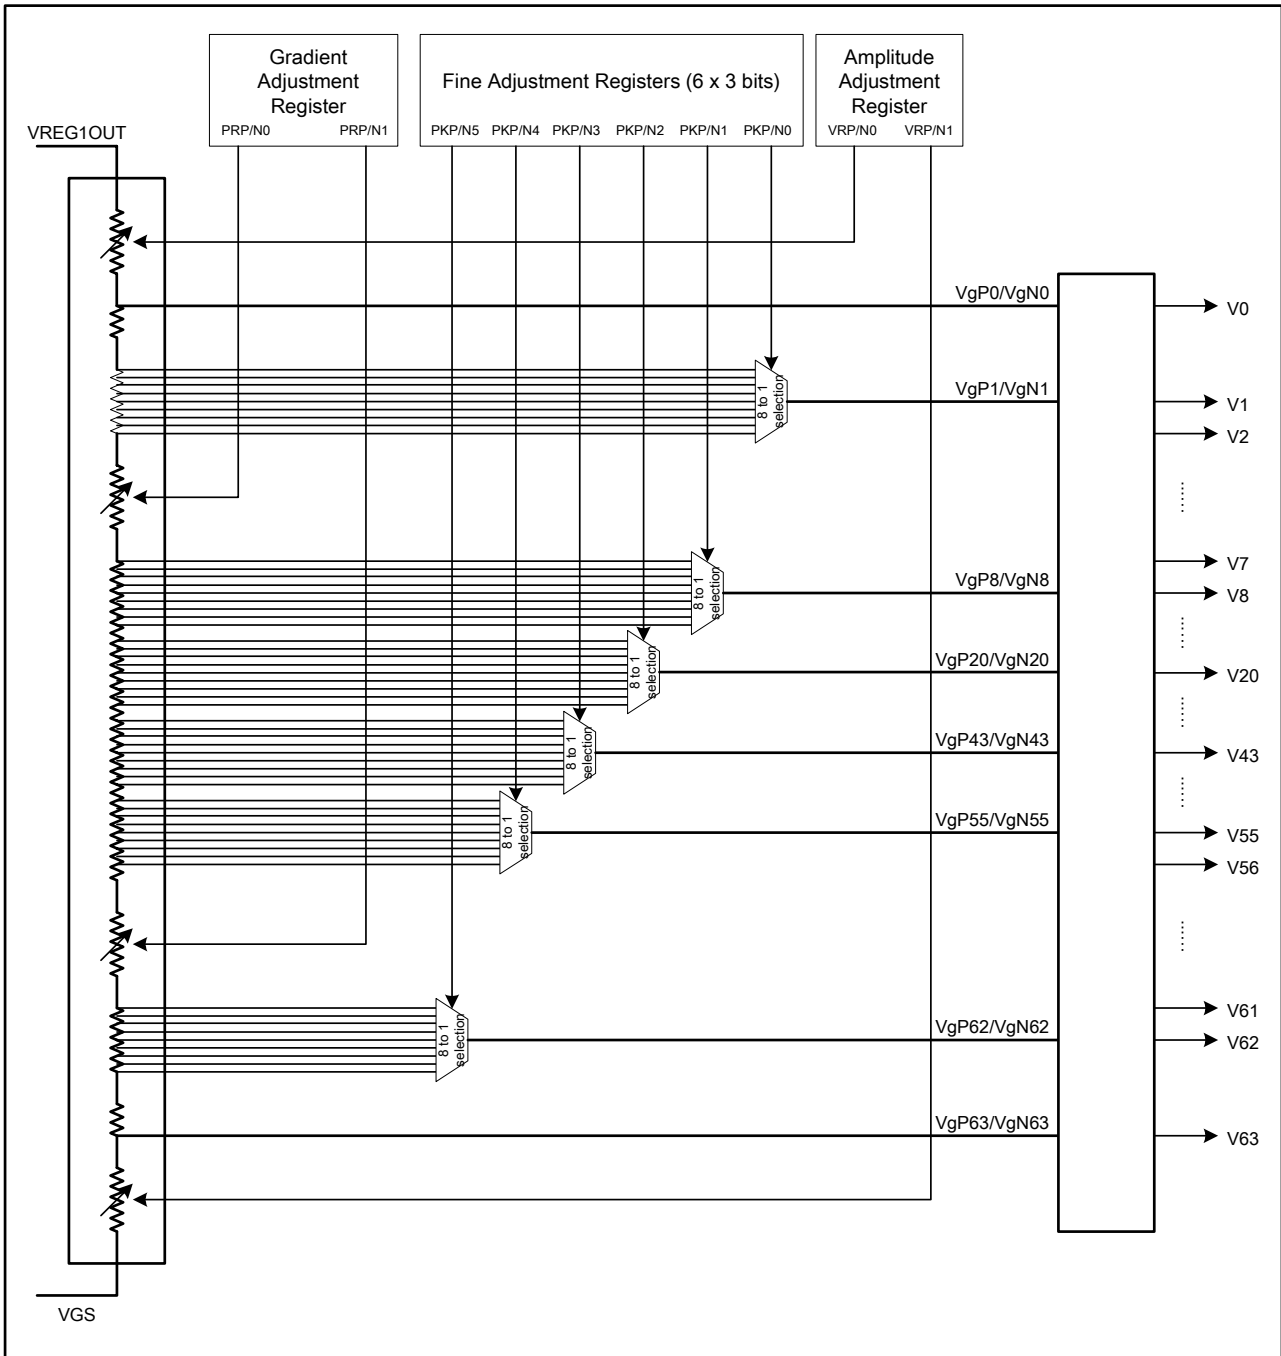 Gradient
Adjustment
Register
PRP/N0 PRP/N1
Fine Adjustment Registers (6 x 3 bits)
PKP/N5 PKP/N4 PKP/N3 PKP/N2 PKP/N1 PKP/N0
Amplitude
Adjustment
Register
VRP/N0 VRP/N1
VREG1OUT
VgP0/VgN0
V0
8 to 1
selection
VgP1/VgN1
V1
V2
V7
8 to 1
selection
VgP8/VgN8
V8
8 to 1
selection
VgP20/VgN20
V20
8 to 1
selection
VgP43/VgN43
V43
8 to 1
selection
VgP55/VgN55
V55
V56
V61
8 to 1
selection
VgP62/VgN62
V62
VgP63/VgN63
V63
VGS